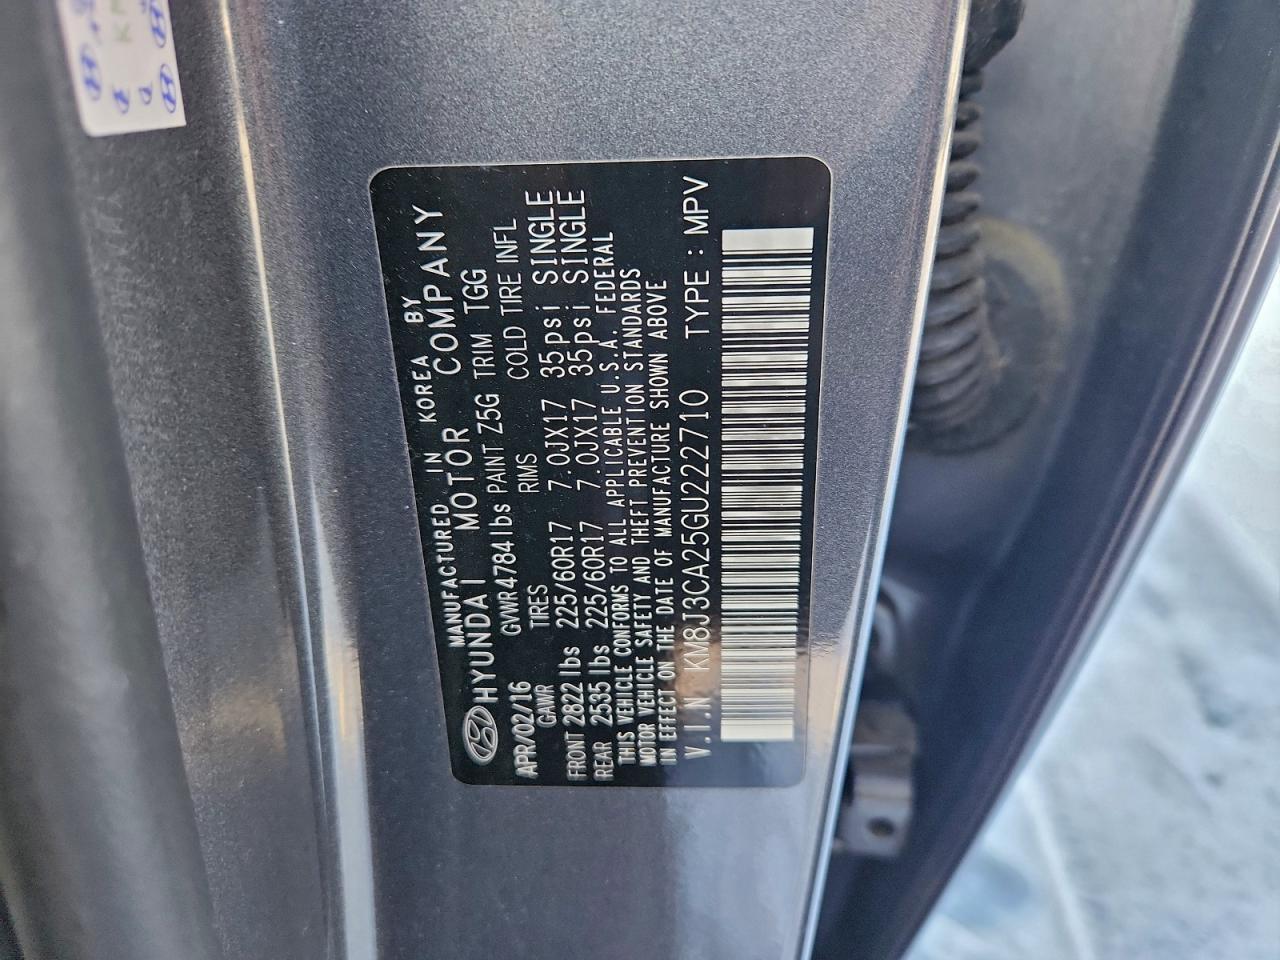 MANUFACTURED IN KOREA BY
HYUNDAI MOTOR COMPANY
APR/02/16 GVWR 4784 lbs PAINT Z5G TRIM TGG
GAWR TIRES RIMS COLD TIRE INFL
FRONT 2822 lbs 225/60R17 7.0JX17 35psi SINGLE
REAR 2535 lbs 225/60R17 7.0JX17 35psi SINGLE
THIS VEHICLE CONFORMS TO ALL APPLICABLE U.S.A. FEDERAL
MOTOR VEHICLE SAFETY AND THEFT PREVENTION STANDARDS
IN EFFECT ON THE DATE OF MANUFACTURE SHOWN ABOVE
V.I.N KM8J3CA25GU222710 TYPE : MPV